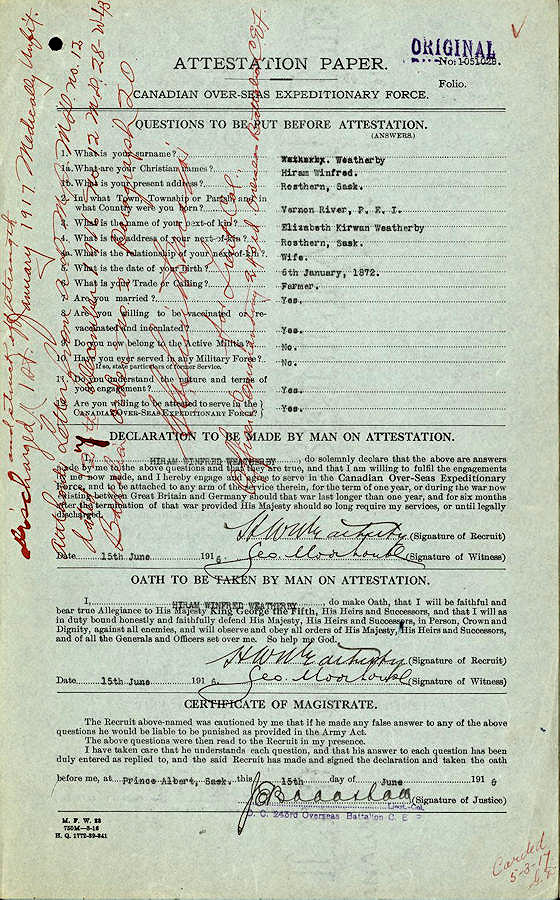 ORIGINAL
ATTESTATION PAPER.
No. 1051028.
Folio.
CANADIAN OVER-SEAS EXPEDITIONARY FORCE.
QUESTIONS TO BE PUT BEFORE ATTESTATION.
(ANSWERS)
1. What is your surname? Weatherby
1a. What are your Christian names? Hiram Winfred.
1b. What is your present address? Rosthern, Sask.
2. In what Town, Township or Parish, and in
what Country were you born? Vernon River, P. E. I.
3. What is the name of your next-of-kin? Elizabeth Kirwan Weatherby
4. What is the address of your next-of-kin? Rosthern, Sask.
4a. What is the relationship of your next-of-kin? Wife.
5. What is the date of your birth? 6th January, 1872.
6. What is your Trade or Calling? Farmer.
7. Are you married? Yes.
8. Are you willing to be vaccinated or re-
vaccinated and inoculated? Yes.
9. Do you now belong to the Active Militia? No.
10. Have you ever served in any Military Force? No.
If so, state particulars of former Service.
11. Do you understand the nature and terms of
your engagement? Yes.
12. Are you willing to be attested to serve in the
CANADIAN OVER-SEAS EXPEDITIONARY FORCE? Yes.
DECLARATION TO BE MADE BY MAN ON ATTESTATION.
I, HIRAM WINFRED WEATHERBY, do solemnly declare that the above are answers
made by me to the above questions and that they are true, and that I am willing to fulfil the engagements
by me now made, and I hereby engage and agree to serve in the Canadian Over-Seas Expeditionary
Force, and to be attached to any arm of the service therein, for the term of one year, or during the war now
existing between Great Britain and Germany should that war last longer than one year, and for six months
after the termination of that war provided His Majesty should so long require my services, or until legally
discharged.
H W Weatherby (Signature of Recruit)
Date 15th June 1916 Geo. Moorhouse (Signature of Witness)
OATH TO BE TAKEN BY MAN ON ATTESTATION.
I, HIRAM WINFRED WEATHERBY, do make Oath, that I will be faithful and
bear true Allegiance to His Majesty King George the Fifth, His Heirs and Successors, and that I will as
in duty bound honestly and faithfully defend His Majesty, His Heirs and Successors, in Person, Crown and
Dignity, against all enemies, and will observe and obey all orders of His Majesty, His Heirs and Successors,
and of all the Generals and Officers set over me. So help me God.
H W Weatherby (Signature of Recruit)
Date 15th June 1916 Geo. Moorhouse (Signature of Witness)
CERTIFICATE OF MAGISTRATE.
The Recruit above-named was cautioned by me that if he made any false answer to any of the above
questions he would be liable to be punished as provided in the Army Act.
The above questions were then read to the Recruit in my presence.
I have taken care that he understands each question, and that his answer to each question has been
duly entered as replied to, and the said Recruit has made and signed the declaration and taken the oath
before me, at Prince Albert, Sask. this 15th day of June 1916
(Signature of Justice)
Lieut-Col.
O. C. 243rd Overseas Battalion C E F
M. F. W. 23
750M—5-16
H. Q. 1772-39-841
Carded
5-3-17
Discharged
1st January 1917 Medically Unfit.